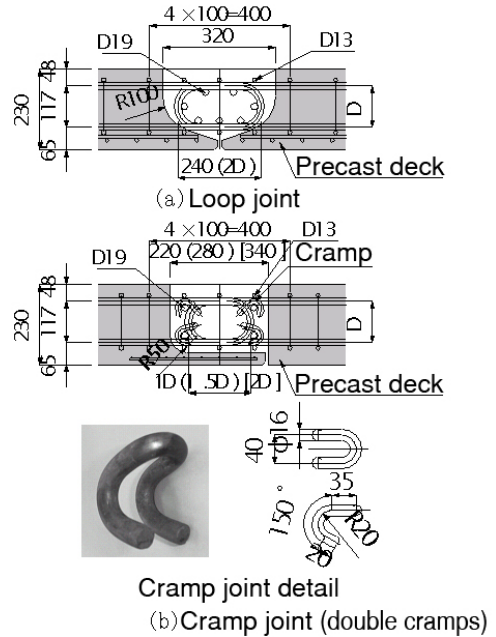 4 ×100=400
320
D19
D13
48
117
230
65
R100
D
240 (2D)
Precast deck
(a) Loop joint
4 ×100=400
D13
220 (280) [340]
D19
Cramp
48
117
230
65
R50
D
1D (1.5D) [2D]
Precast deck
φ16
40
35
150°
R20
20
Cramp joint detail
(b) Cramp joint (double cramps)